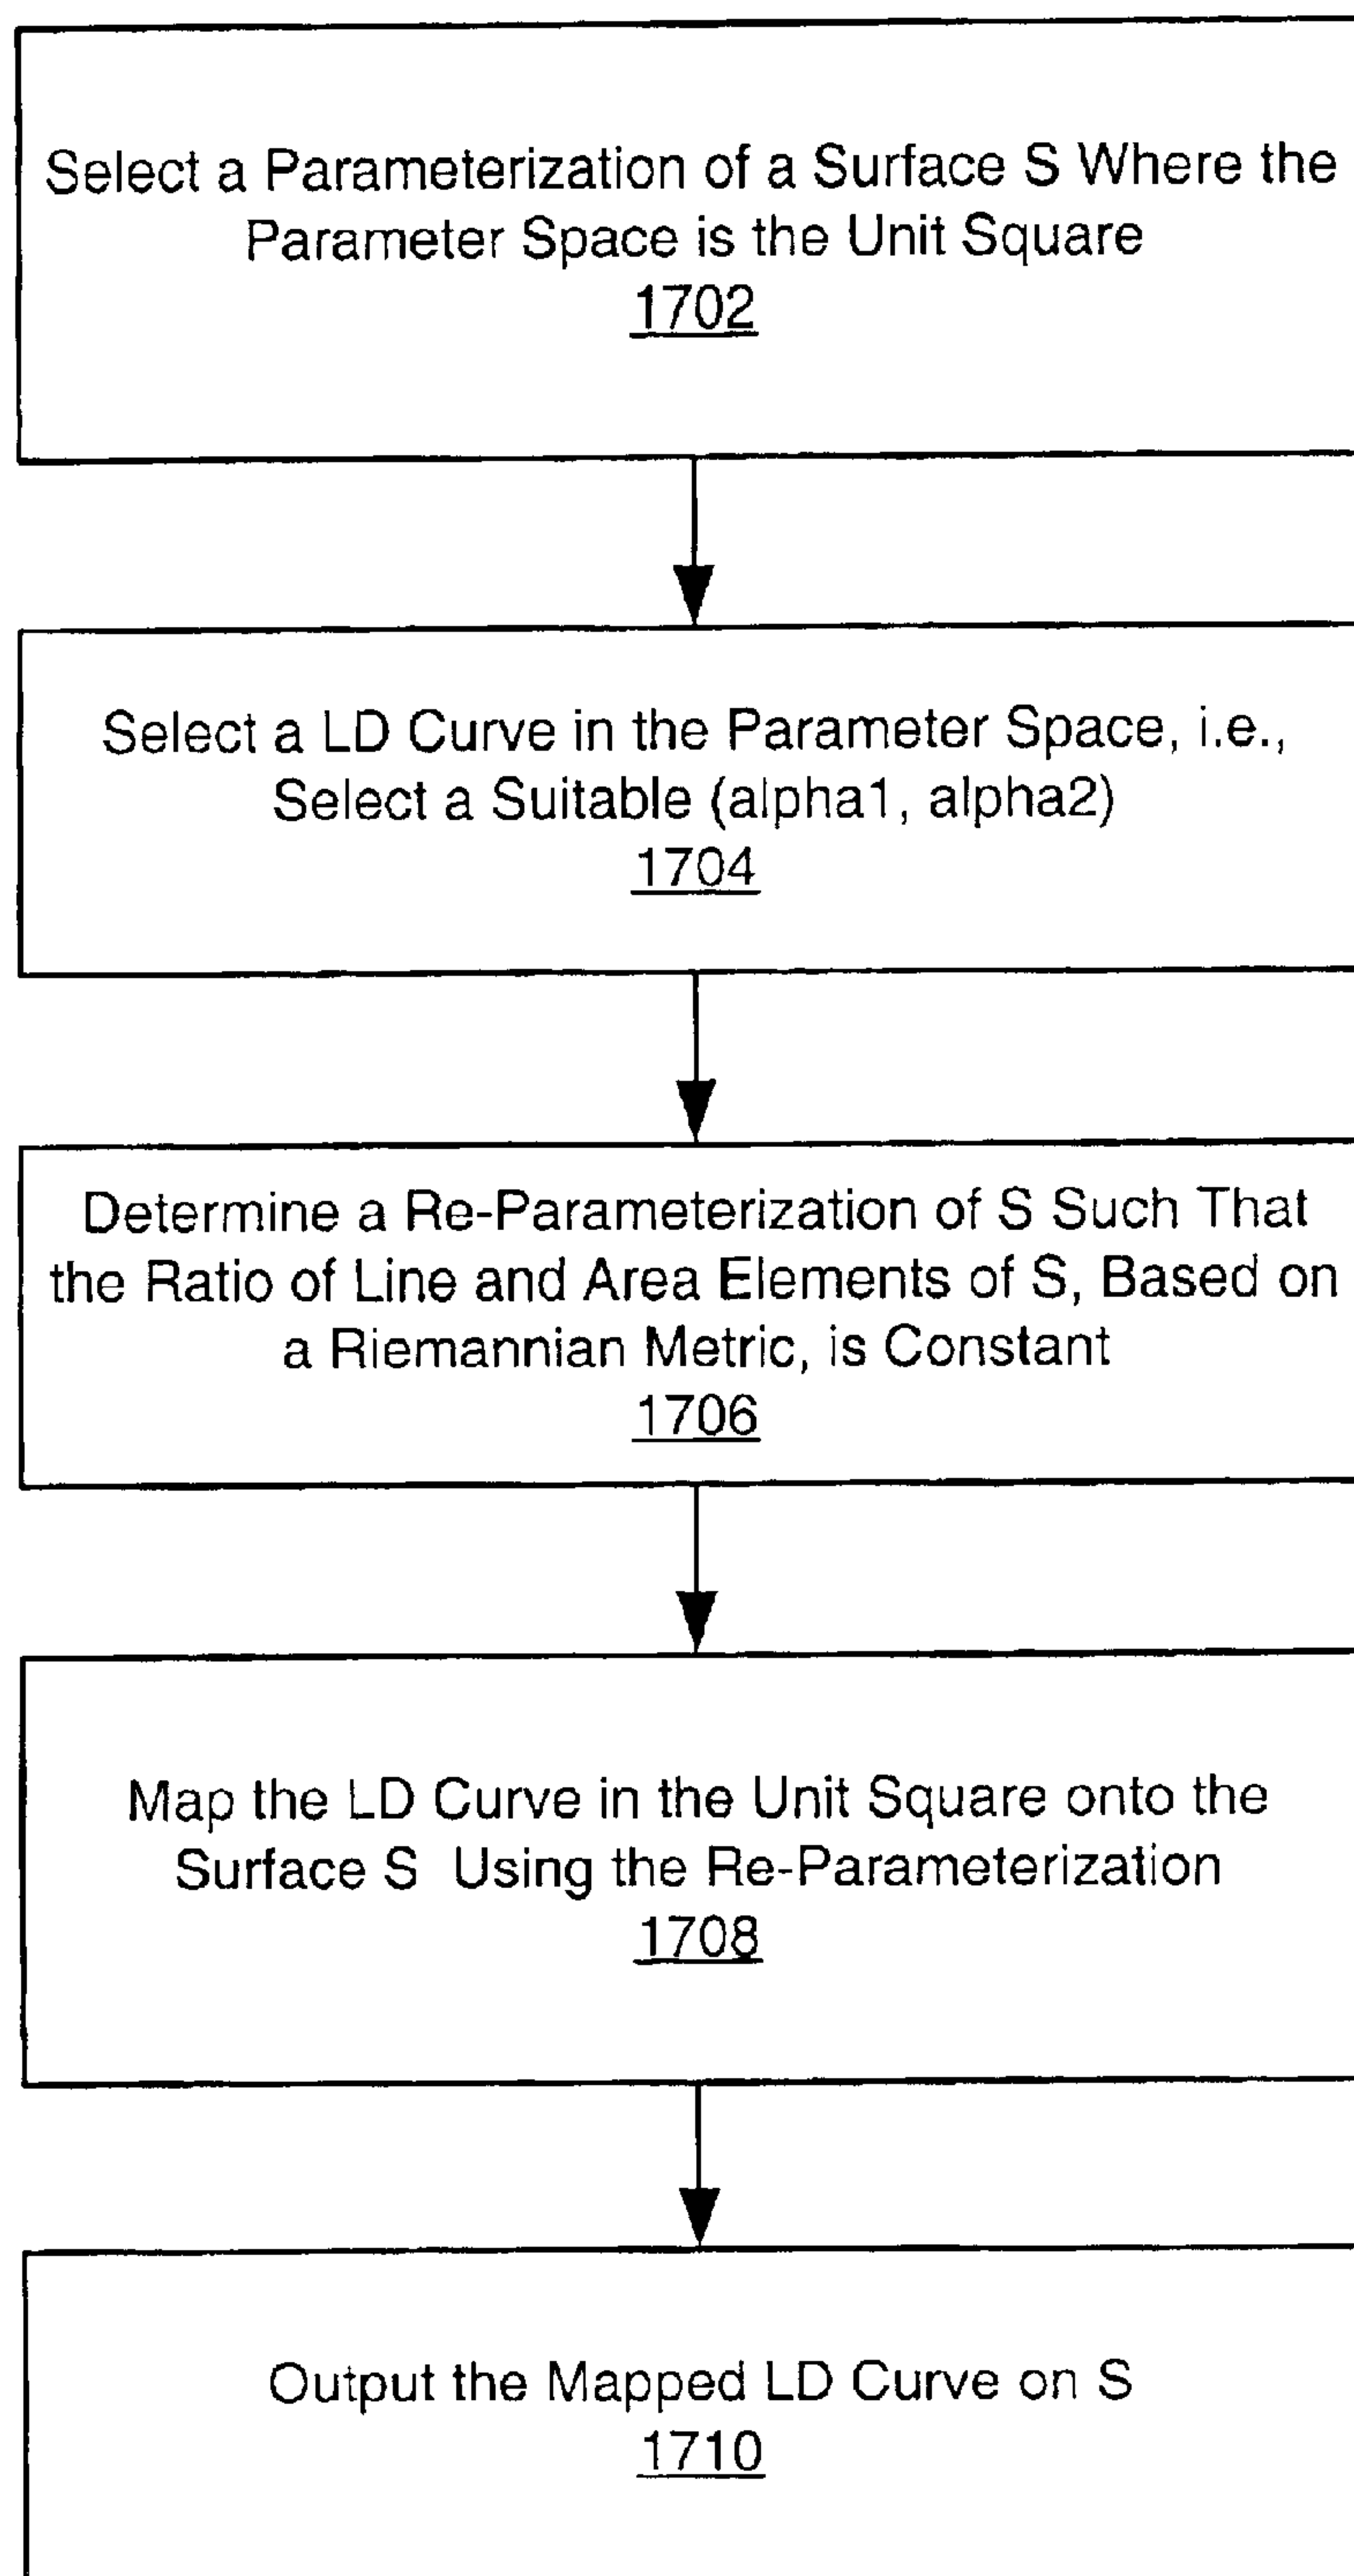 Select a Parameterization of a Surface S Where the
Parameter Space is the Unit Square
1702
Select a LD Curve in the Parameter Space, i.e.,
Select a Suitable (alpha1, alpha2)
1704
Determine a Re-Parameterization of S Such That
the Ratio of Line and Area Elements of S, Based on
a Riemannian Metric, is Constant
1706
Map the LD Curve in the Unit Square onto the
Surface S Using the Re-Parameterization
1708
Output the Mapped LD Curve on S
1710